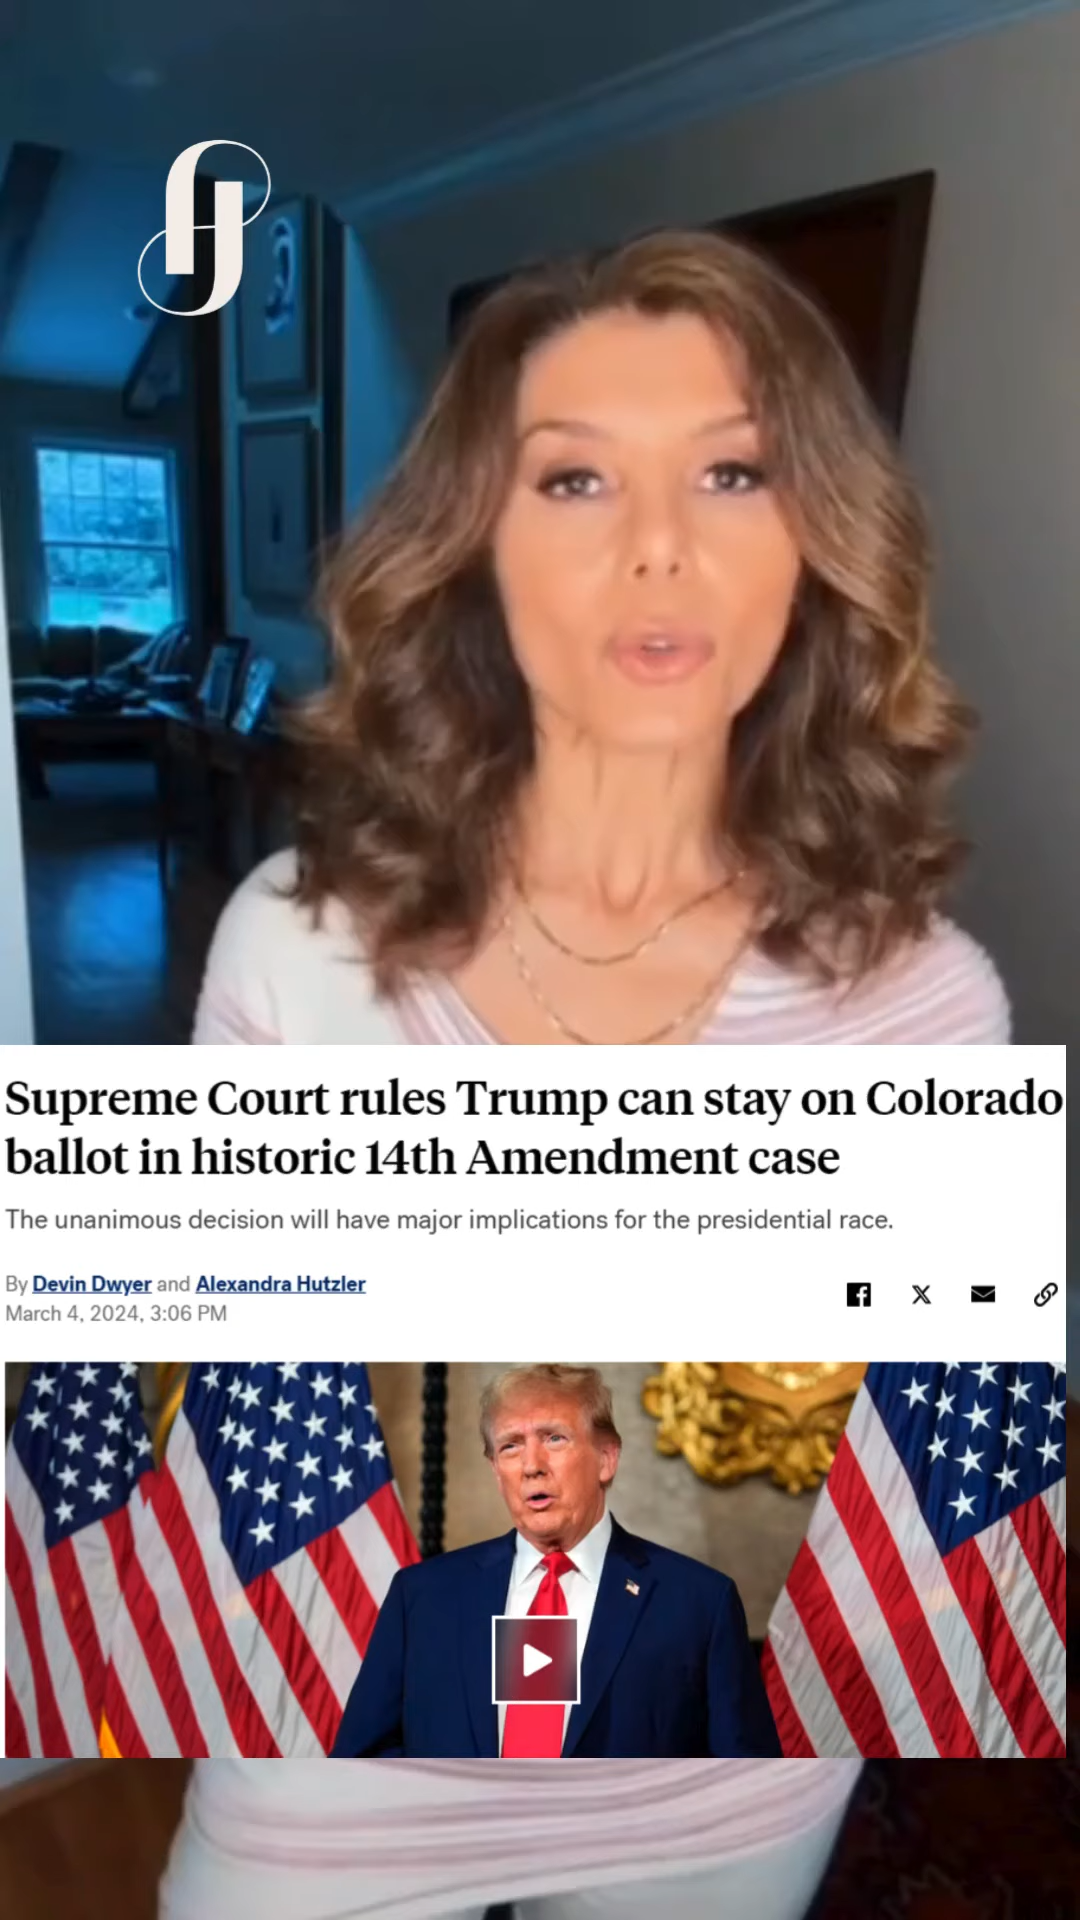 Supreme Court rules Trump can stay on Colorado
ballot in historic 14th Amendment case
The unanimous decision will have major implications for the presidential race.
By Devin Dwyer and Alexandra Hutzler
March 4, 2024, 3:06 PM